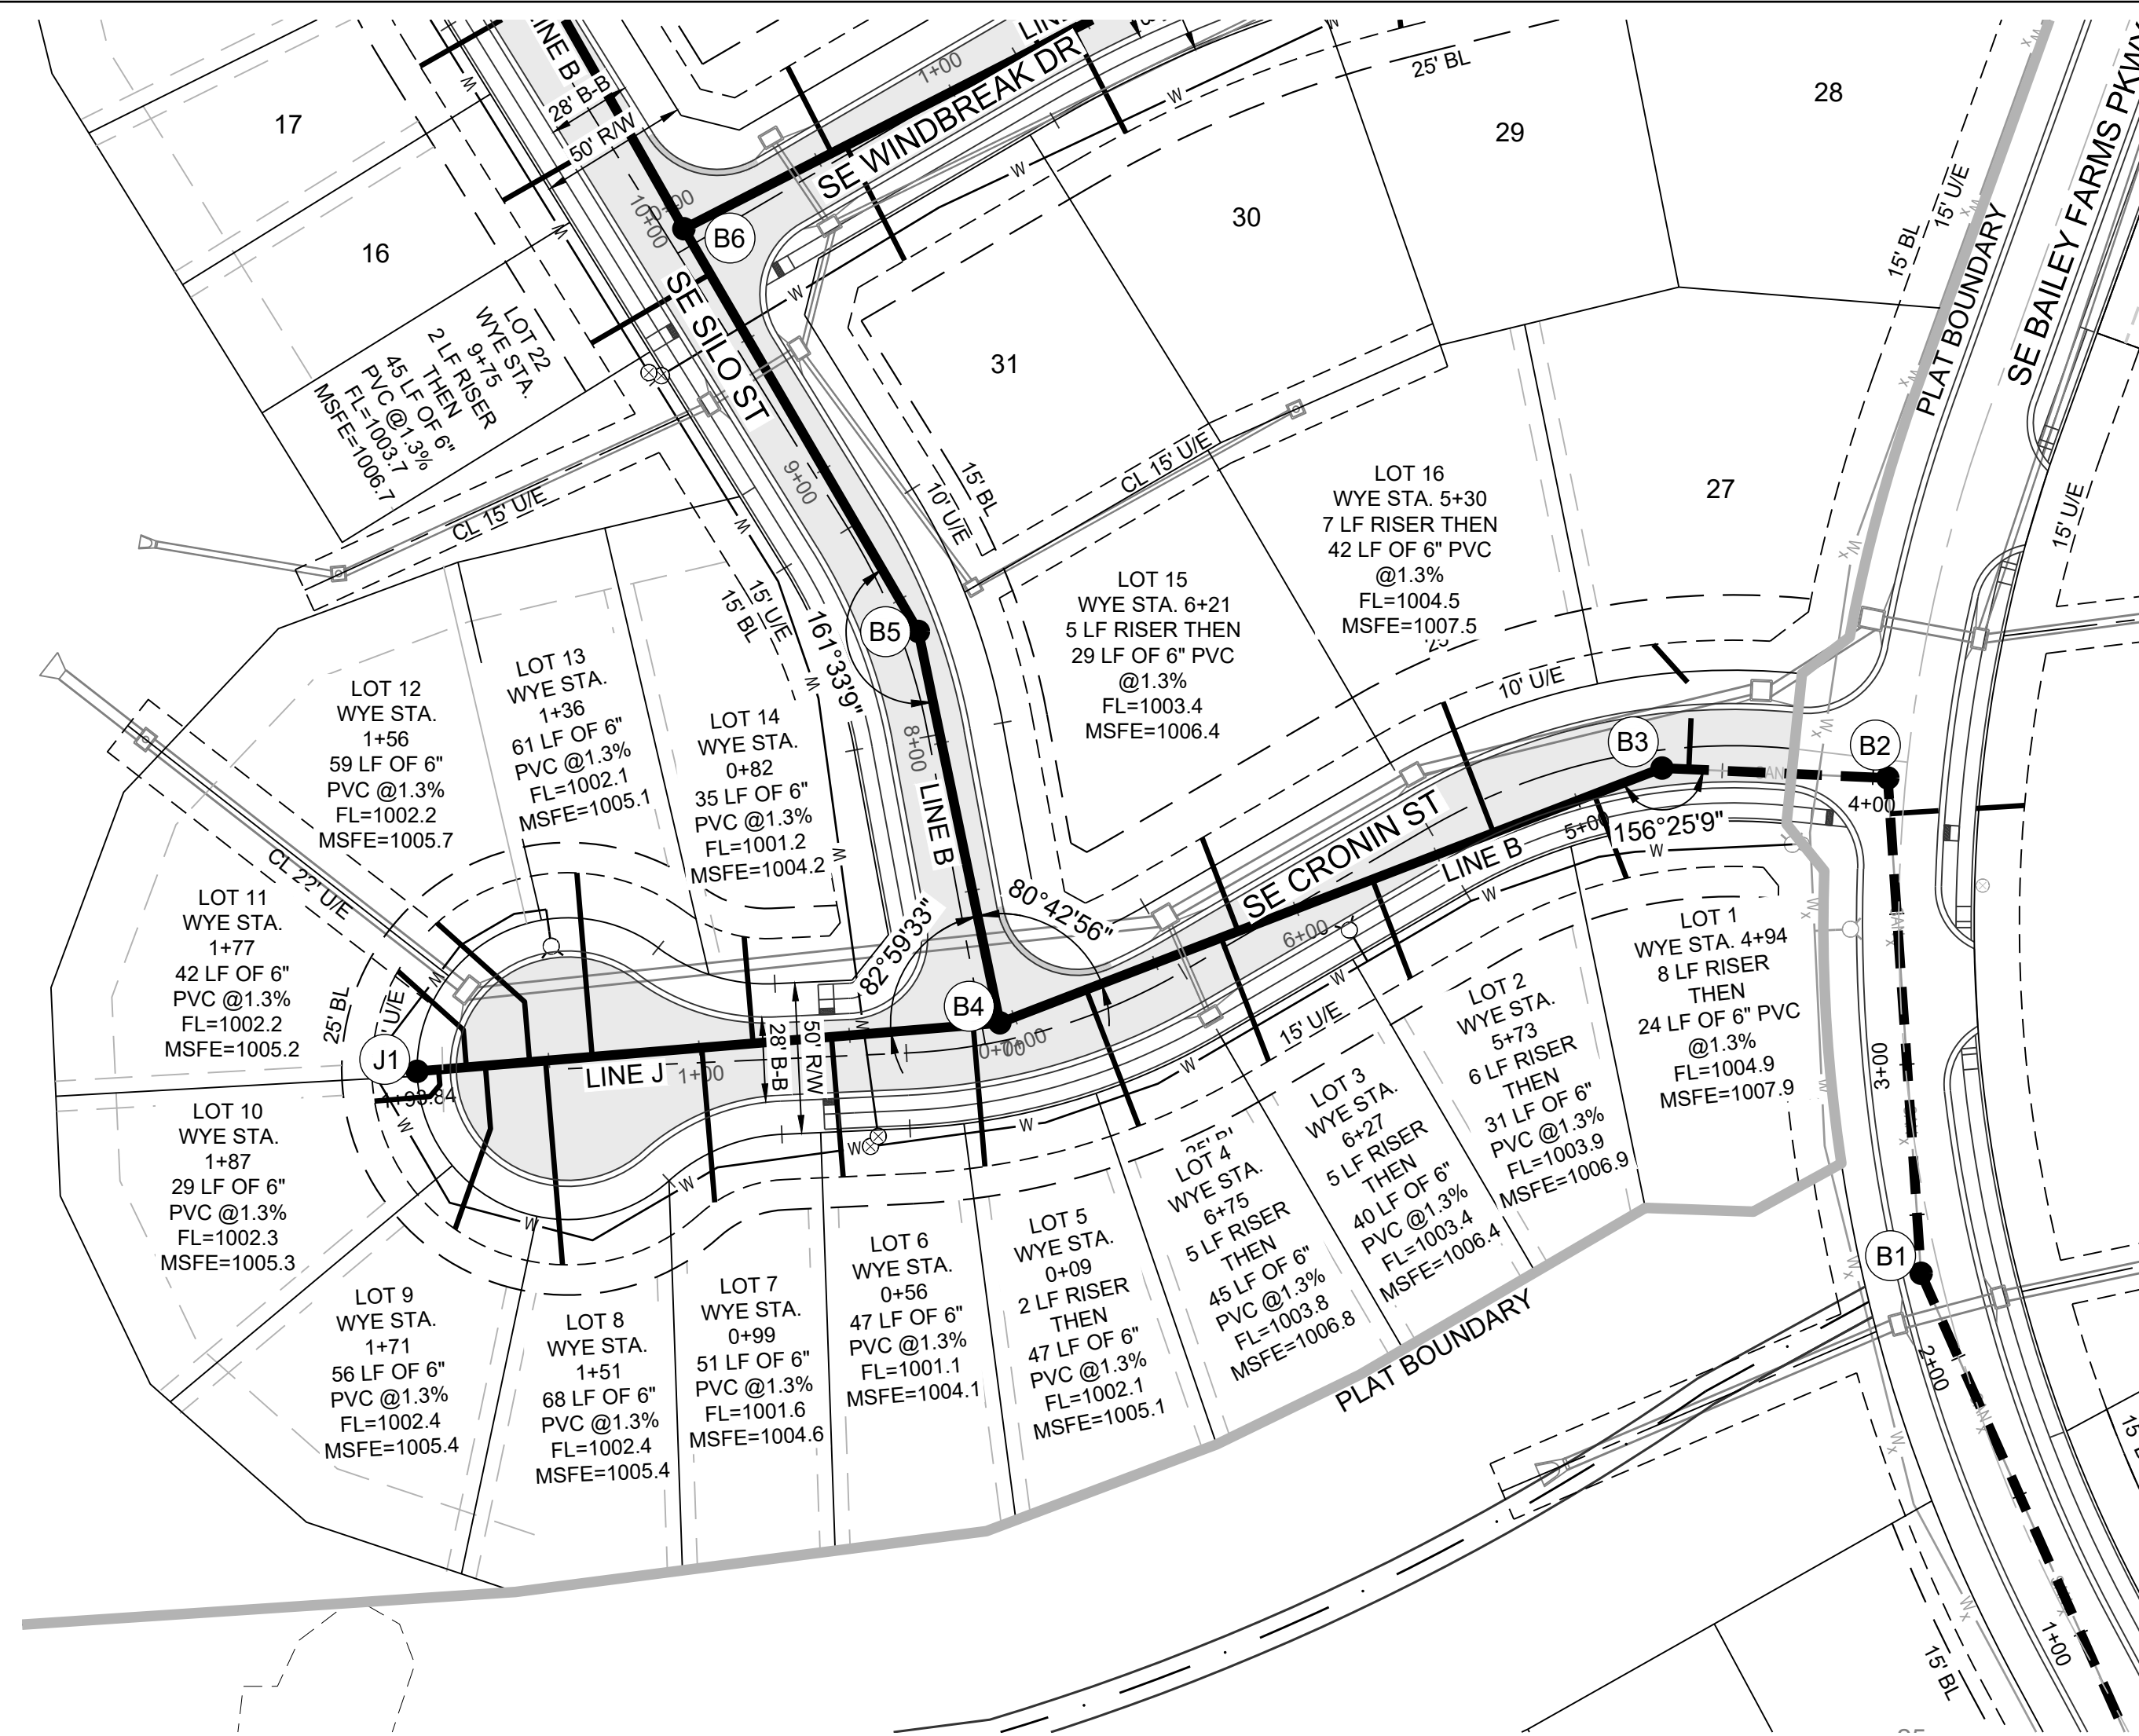 LINE B
28' B-B
50' R/W
10+00
0+00
B6
1+00
SE WINDBREAK DR
25' BL
17
16
28
29
30
31
27
LOT 22
WYE STA.
9+75
2 LF RISER
THEN
45 LF OF 6"
PVC @1.3%
FL=1003.7
MSFE=1006.7
SE SILO ST
9+00
CL 15' U/E
15' BL
10' U/E
CL 15' U/E
15' U/E
15' BL
161°33'9"
B5
8+00
LINE B
15' BL
15' U/E
PLAT BOUNDARY
SE BAILEY FARMS PKWY
15' U/E
LOT 16
WYE STA. 5+30
7 LF RISER THEN
42 LF OF 6" PVC
@1.3%
FL=1004.5
MSFE=1007.5
LOT 15
WYE STA. 6+21
5 LF RISER THEN
29 LF OF 6" PVC
@1.3%
FL=1003.4
MSFE=1006.4
10' U/E
B3
B2
4+00
5+00
156°25'9"
SE CRONIN ST
LINE B
6+00
80°42'56"
82°59'33"
B4
0+00
15' U/E
LOT 14
WYE STA.
0+82
35 LF OF 6"
PVC @1.3%
FL=1001.2
MSFE=1004.2
LOT 13
WYE STA.
1+36
61 LF OF 6"
PVC @1.3%
FL=1002.1
MSFE=1005.1
LOT 12
WYE STA.
1+56
59 LF OF 6"
PVC @1.3%
FL=1002.2
MSFE=1005.7
CL 22' U/E
LOT 11
WYE STA.
1+77
42 LF OF 6"
PVC @1.3%
FL=1002.2
MSFE=1005.2
25' BL
U/E
J1
LINE J
1+00
28' B-B
50' R/W
LOT 10
WYE STA.
1+87
29 LF OF 6"
PVC @1.3%
FL=1002.3
MSFE=1005.3
LOT 9
WYE STA.
1+71
56 LF OF 6"
PVC @1.3%
FL=1002.4
MSFE=1005.4
LOT 8
WYE STA.
1+51
68 LF OF 6"
PVC @1.3%
FL=1002.4
MSFE=1005.4
LOT 7
WYE STA.
0+99
51 LF OF 6"
PVC @1.3%
FL=1001.6
MSFE=1004.6
LOT 6
WYE STA.
0+56
47 LF OF 6"
PVC @1.3%
FL=1001.1
MSFE=1004.1
LOT 5
WYE STA.
0+09
2 LF RISER
THEN
47 LF OF 6"
PVC @1.3%
FL=1002.1
MSFE=1005.1
LOT 4
WYE STA.
6+75
5 LF RISER
THEN
45 LF OF 6"
PVC @1.3%
FL=1003.8
MSFE=1006.8
LOT 3
WYE STA.
6+27
5 LF RISER
THEN
40 LF OF 6"
PVC @1.3%
FL=1003.4
MSFE=1006.4
LOT 2
WYE STA.
5+73
6 LF RISER
THEN
31 LF OF 6"
PVC @1.3%
FL=1003.9
MSFE=1006.9
LOT 1
WYE STA. 4+94
8 LF RISER
THEN
24 LF OF 6" PVC
@1.3%
FL=1004.9
MSFE=1007.9
PLAT BOUNDARY
3+00
B1
2+00
1+00
15' BL